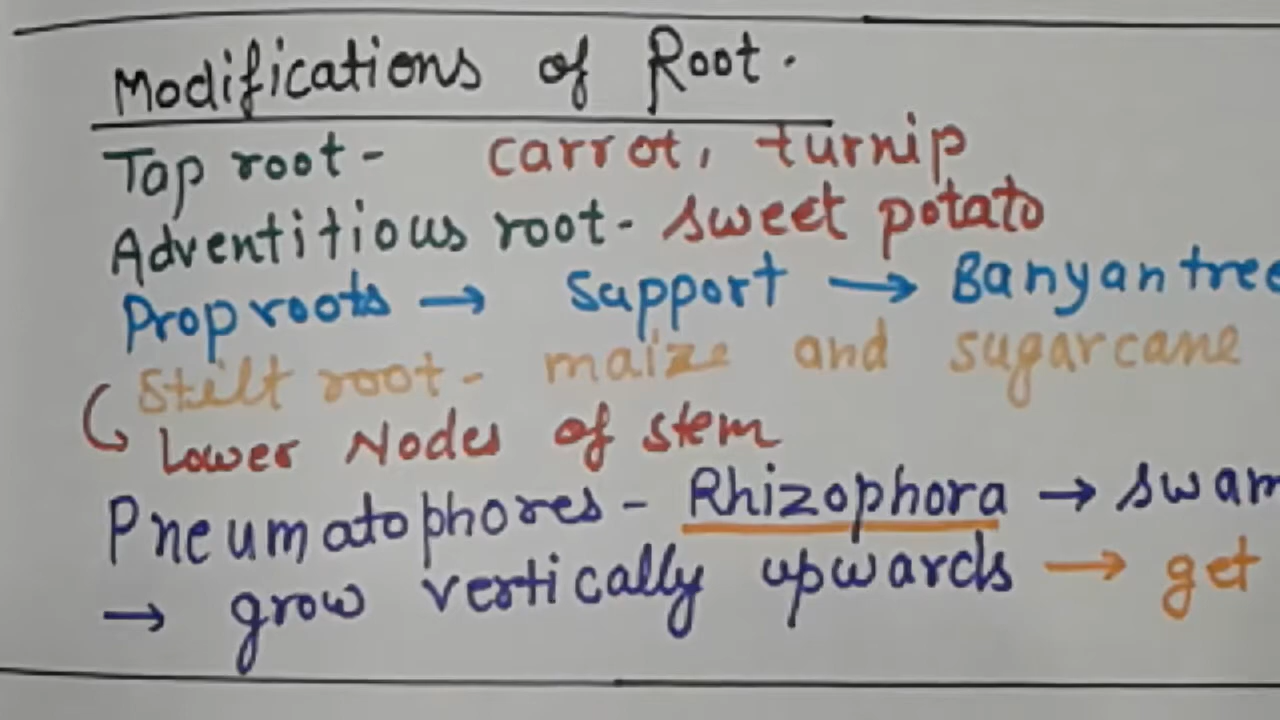 Modifications of Root.
Tap root- carrot, turnip
Adventitious root- sweet potato
Prop roots → Support → Banyan tree
Stilt root- maize and sugarcane
Lower Nodes of stem
Pneumatophores - Rhizophora → swam
→ grow vertically upwards → get